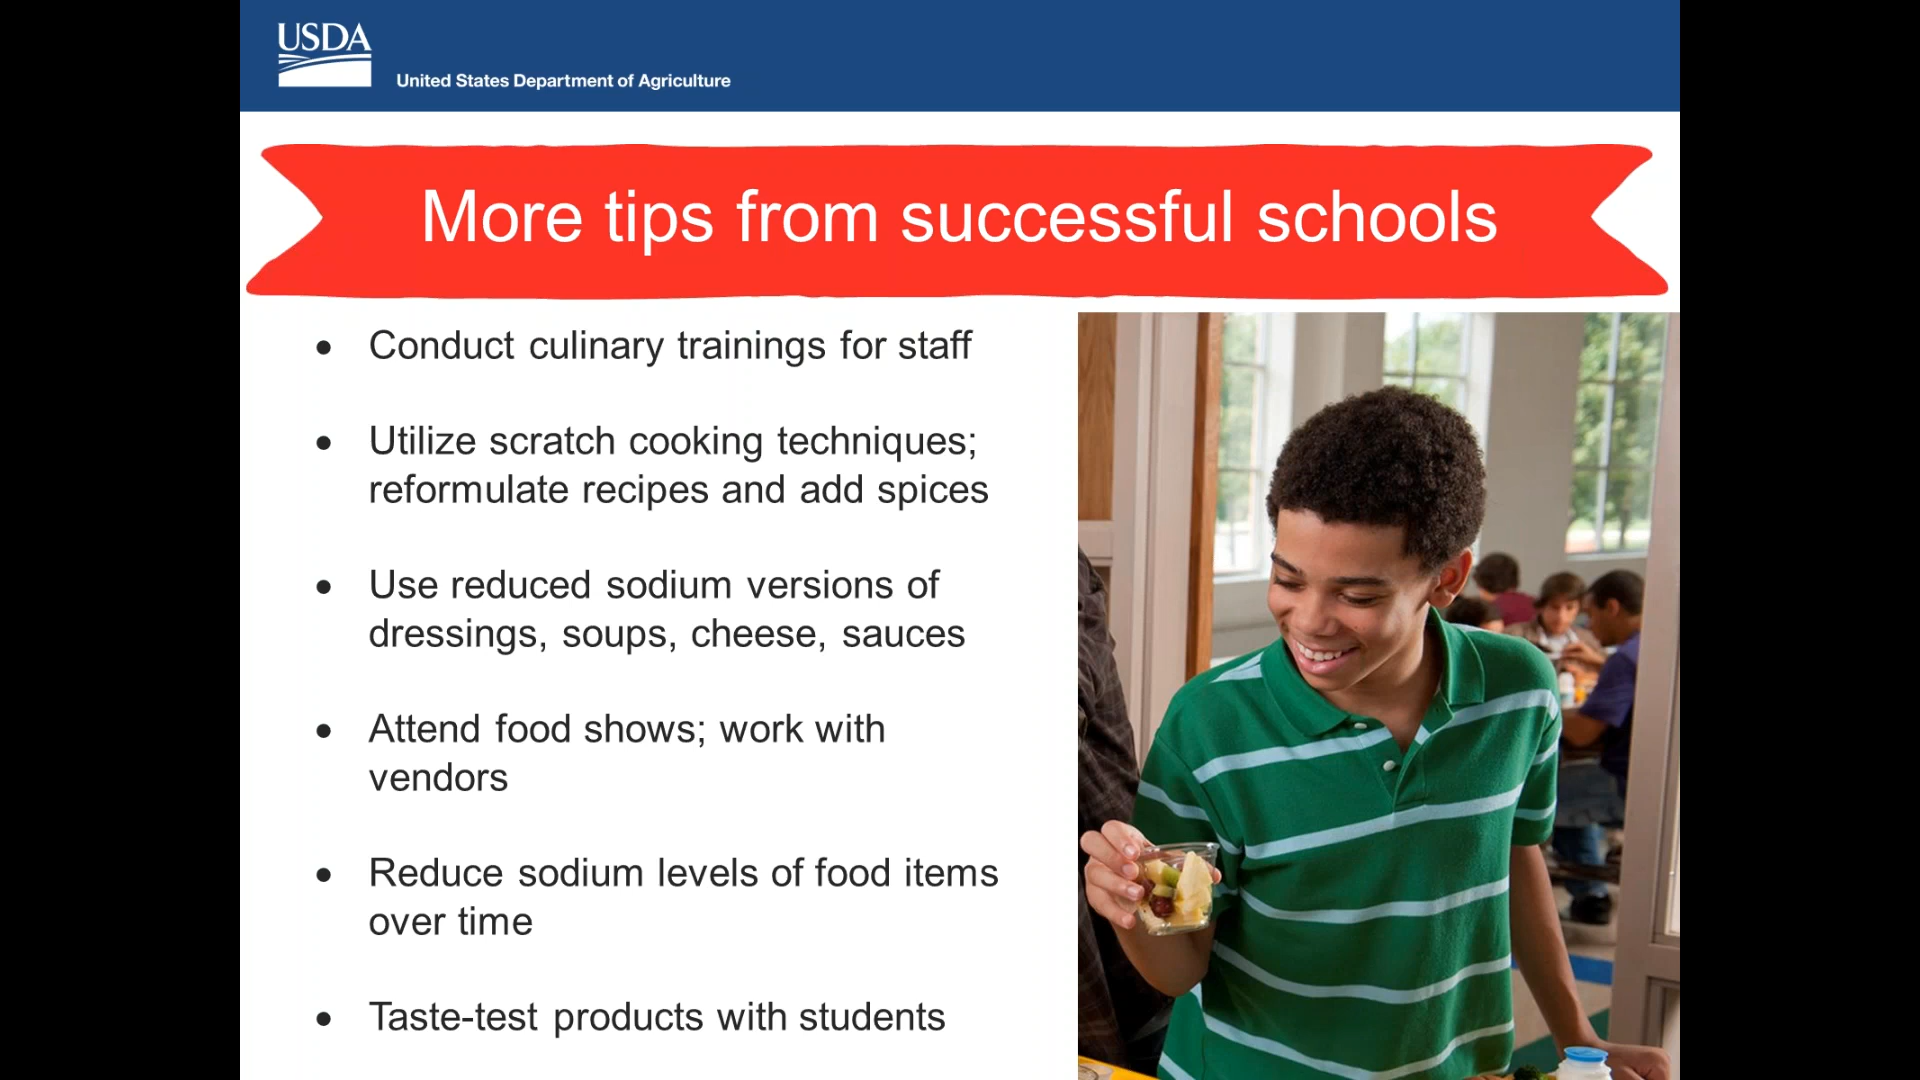 USDA
United States Department of Agriculture
More tips from successful schools
• Conduct culinary trainings for staff
• Utilize scratch cooking techniques;
reformulate recipes and add spices
• Use reduced sodium versions of
dressings, soups, cheese, sauces
• Attend food shows; work with
vendors
• Reduce sodium levels of food items
over time
• Taste-test products with students